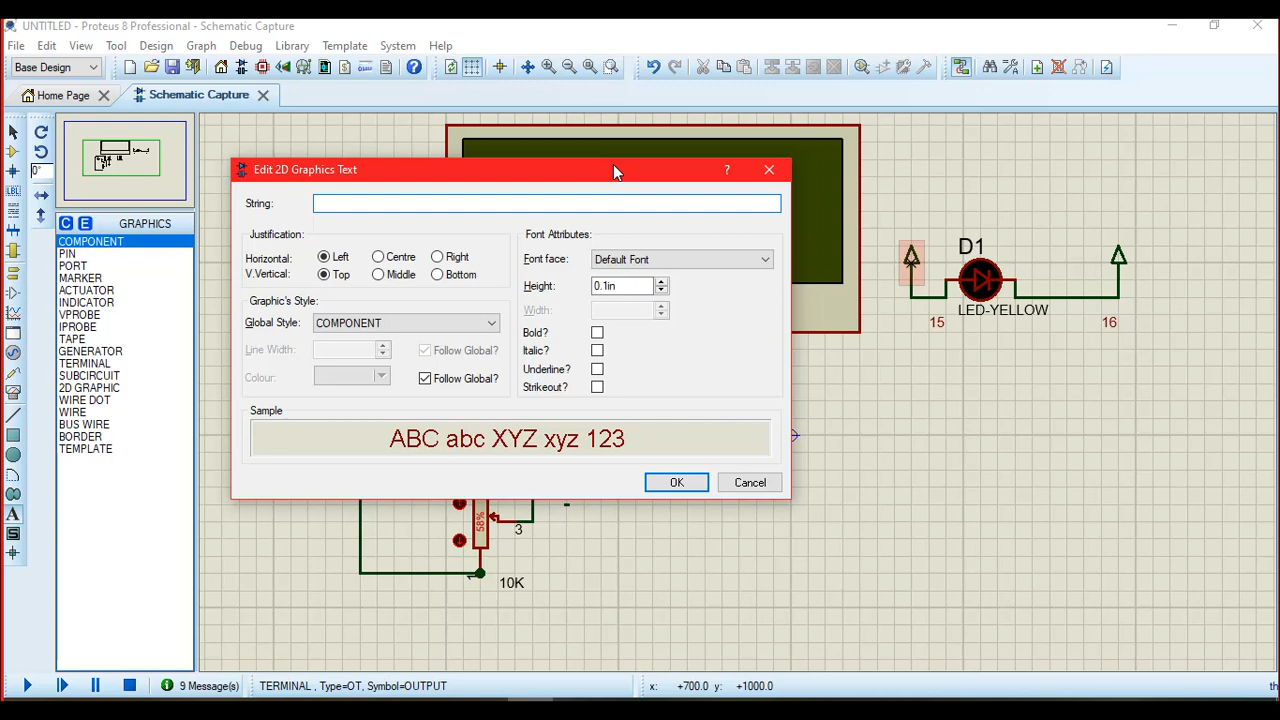 UNTITLED - Proteus 8 Professional - Schematic Capture
File Edit View Tool Design Graph Debug Library Template System Help
Base Design
Home Page
Schematic Capture
Edit 2D Graphics Text
?
String:
Justification:
Horizontal: Left Centre Right
V.Vertical: Top Middle Bottom
Graphic's Style:
Global Style: COMPONENT
Line Width: Follow Global?
Colour: Follow Global?
Font Attributes:
Font face: Default Font
Height: 0.1in
Width:
Bold?
Italic?
Underline?
Strikeout?
Sample
ABC abc XYZ xyz 123
OK Cancel
0°
LBL
C E GRAPHICS
COMPONENT
PIN
PORT
MARKER
ACTUATOR
INDICATOR
VPROBE
IPROBE
TAPE
GENERATOR
TERMINAL
SUBCIRCUIT
2D GRAPHIC
WIRE DOT
WIRE
BUS WIRE
BORDER
TEMPLATE
A
S
D1
LED-YELLOW
15
16
58%
3
10K
9 Message(s)
TERMINAL , Type=OT, Symbol=OUTPUT
x: +700.0 y: +1000.0
th